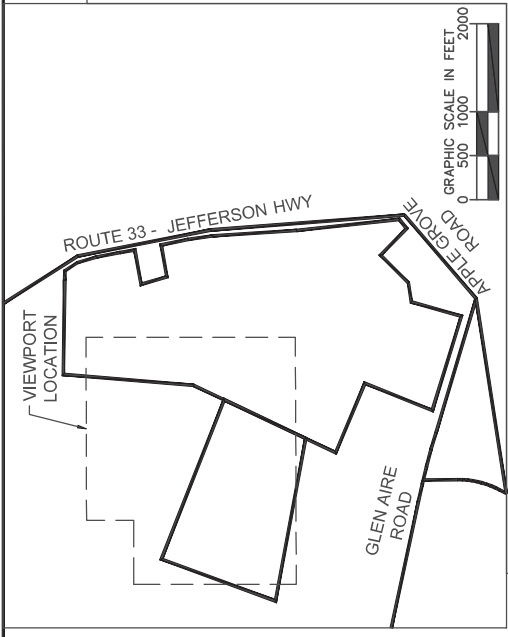 VIEWPORT
LOCATION
ROUTE 33 - JEFFERSON HWY
APPLE GROVE
ROAD
GLEN AIRE
ROAD
GRAPHIC SCALE IN FEET
0 500 1000 2000